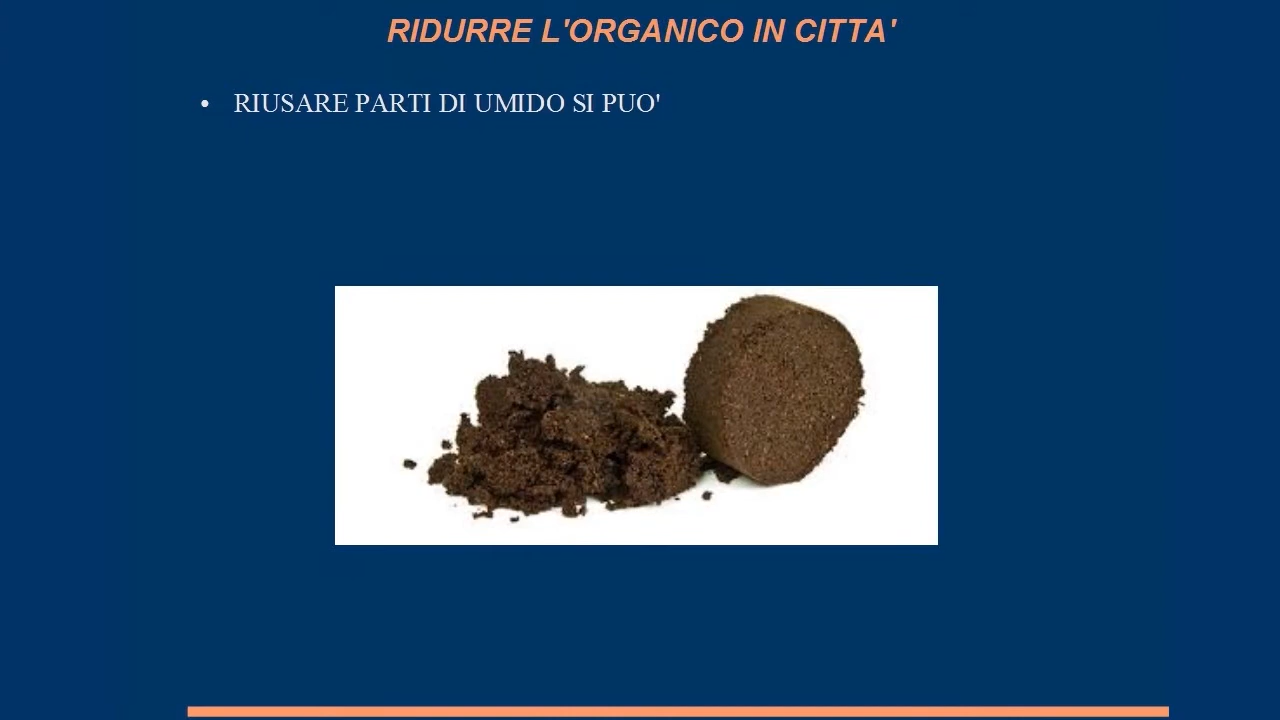 RIDURRE L'ORGANICO IN CITTA'
• RIUSARE PARTI DI UMIDO SI PUO'